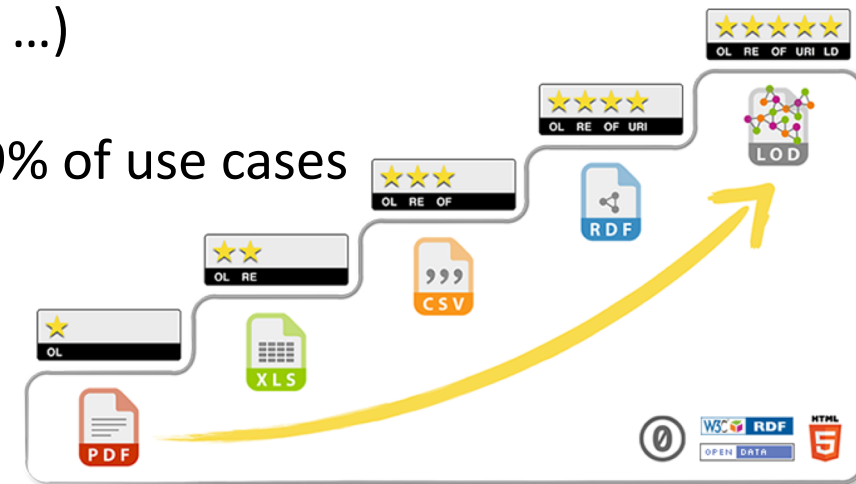 ...)
OL RE OF URI LD
OL RE OF URI
LOD
% of use cases
OL RE OF
RDF
OL RE
CSV
OL
XLS
PDF
W3C RDF
OPEN DATA
HTML
5